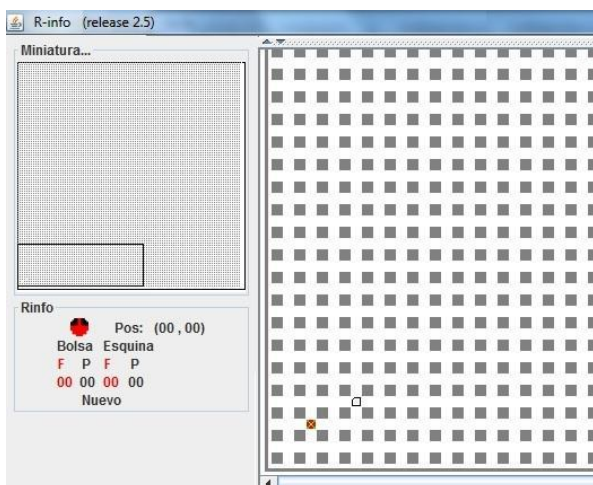 R-info (release 2.5)
Miniatura...
Rinfo
Pos: (00 , 00)
Bolsa Esquina
F P F P
00 00 00 00
Nuevo